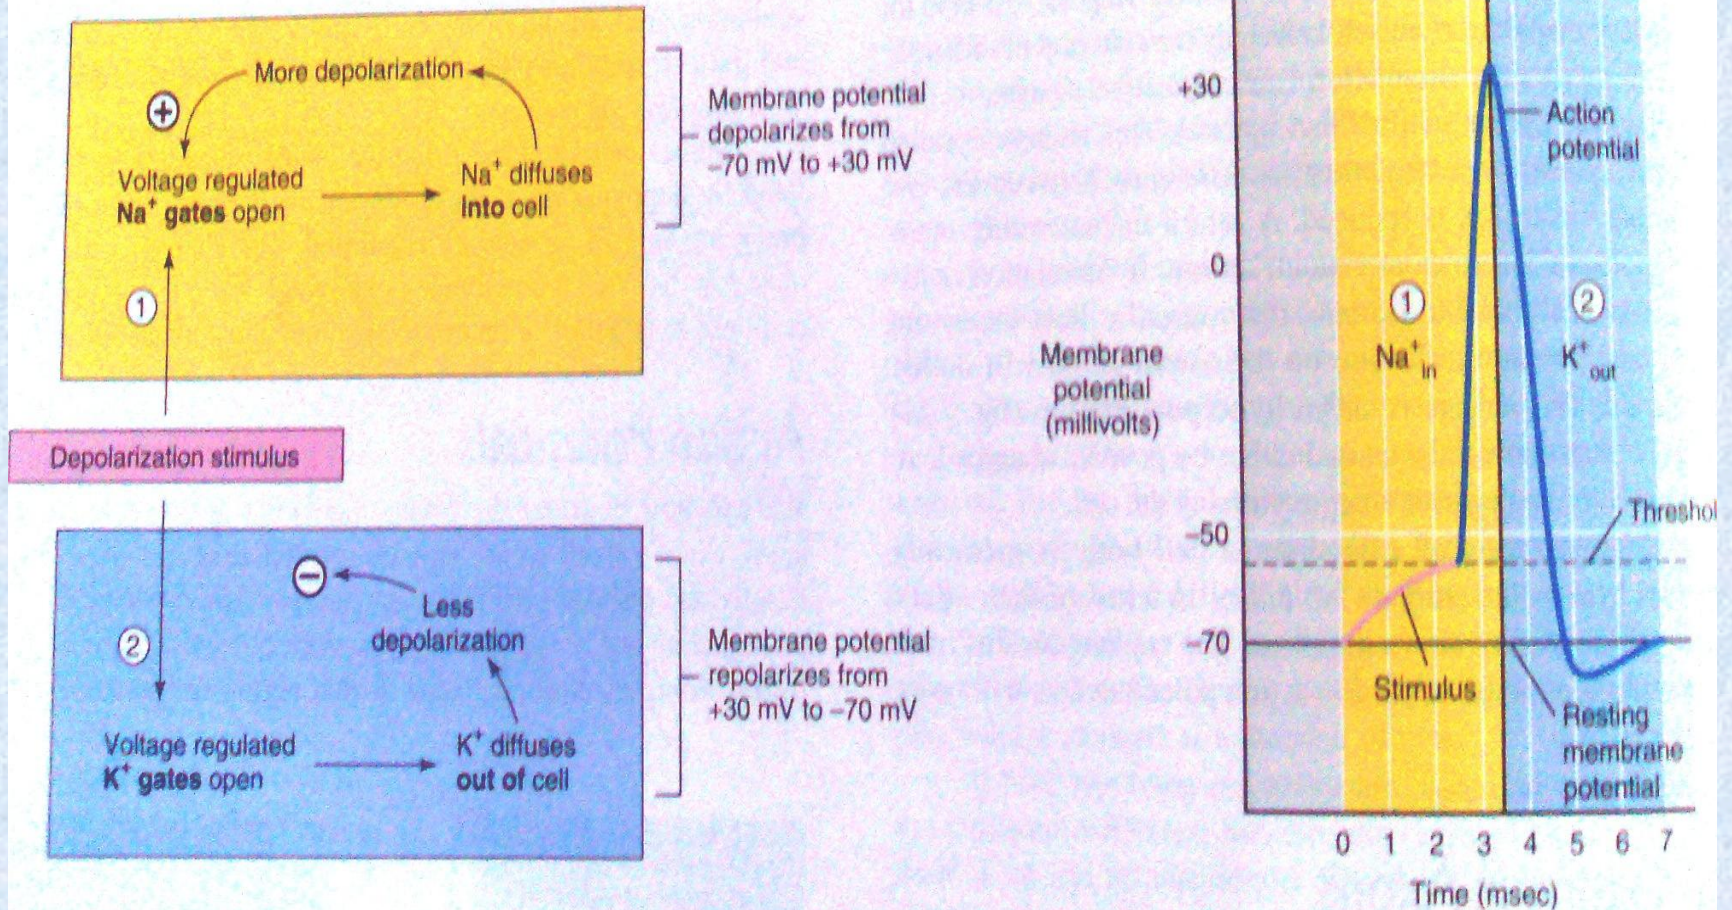 More depolarization
+
Voltage regulated
Na⁺ gates open
Na⁺ diffuses
into cell
1
Membrane potential
depolarizes from
–70 mV to +30 mV
Depolarization stimulus
2
–
Less
depolarization
Voltage regulated
K⁺ gates open
K⁺ diffuses
out of cell
Membrane potential
repolarizes from
+30 mV to –70 mV
+30
0
–50
–70
Membrane
potential
(millivolts)
Action
potential
1
Na⁺in
2
K⁺out
Threshol
Stimulus
Resting
membrane
potential
0 1 2 3 4 5 6 7
Time (msec)